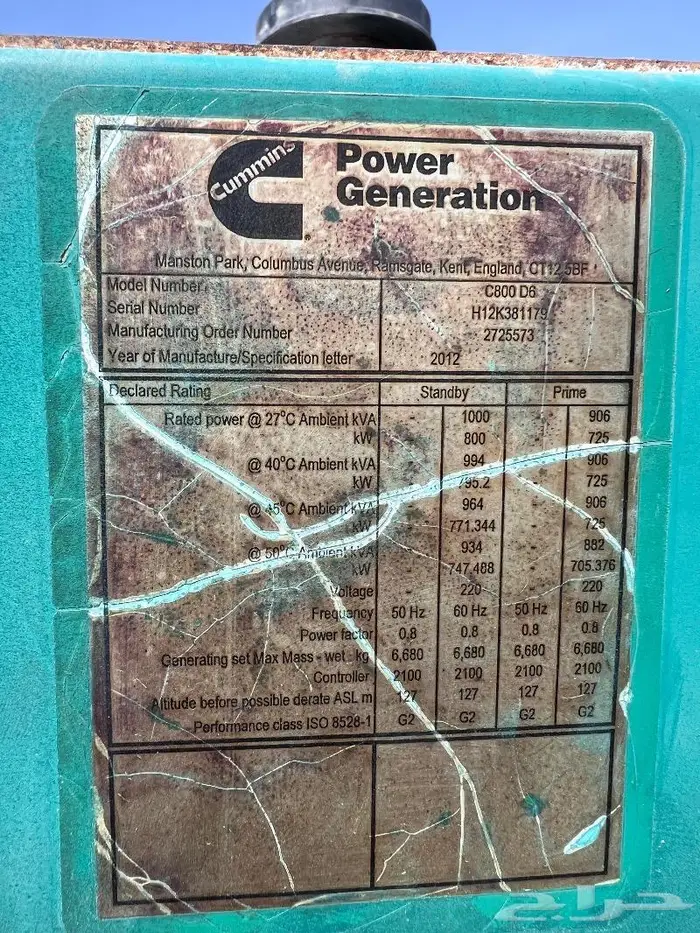 Cummins
Power
Generation
Manston Park, Columbus Avenue, Ramsgate, Kent, England, CT12 5BF
Model Number C800 D6
Serial Number H12K381179
Manufacturing Order Number 2725573
Year of Manufacture/Specification letter 2012
Declared Rating Standby Prime
Rated power @ 27°C Ambient kVA - 1000 - 906
kW - 800 - 725
@ 40°C Ambient kVA - 994 - 906
kW - 795.2 - 725
@ 45°C Ambient kVA - 964 - 906
kW - 771.344 - 725
@ 50°C Ambient kVA - 934 - 882
kW - 747.488 - 705.376
Voltage - 220 - 220
Frequency 50 Hz 60 Hz 50 Hz 60 Hz
Power factor 0.8 0.8 0.8 0.8
Generating set Max Mass - wet - kg 6,680 6,680 6,680 6,680
Controller 2100 2100 2100 2100
Altitude before possible derate ASL m 127 127 127 127
Performance class ISO 8528-1 G2 G2 G2 G2
حراج